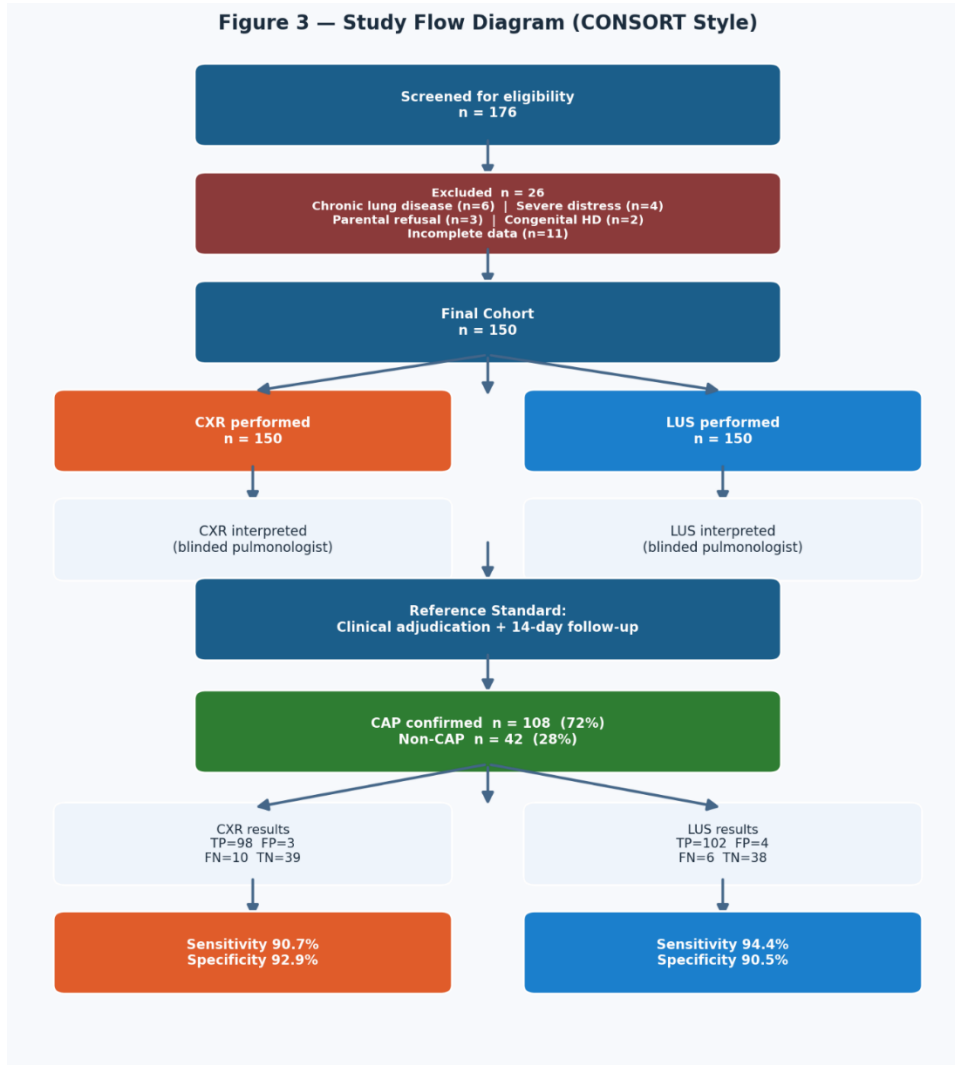 Figure 3 — Study Flow Diagram (CONSORT Style)
Screened for eligibility
n = 176
Excluded  n = 26
Chronic lung disease (n=6)  |  Severe distress (n=4)
Parental refusal (n=3)  |  Congenital HD (n=2)
Incomplete data (n=11)
Final Cohort
n = 150
CXR performed
n = 150
LUS performed
n = 150
CXR interpreted
(blinded pulmonologist)
LUS interpreted
(blinded pulmonologist)
Reference Standard:
Clinical adjudication + 14-day follow-up
CAP confirmed  n = 108  (72%)
Non-CAP  n = 42  (28%)
CXR results
TP=98  FP=3
FN=10  TN=39
LUS results
TP=102  FP=4
FN=6  TN=38
Sensitivity 90.7%
Specificity 92.9%
Sensitivity 94.4%
Specificity 90.5%